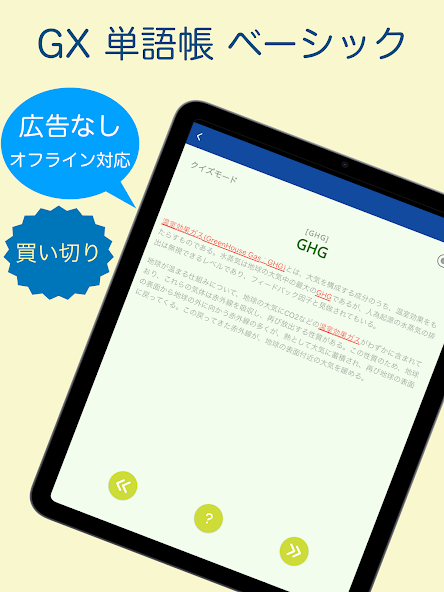 GX 単語帳 ベーシック
広告なし
オフライン対応
買い切り
クイズモード
[GHG]
GHG
温室効果ガス(GreenHouse Gas、GHG)とは、大気を構成する成分のうち、温室効果をも
たらすものである。水蒸気は地球の大気中の最大のGHGであるが、人為起源の水蒸気の排
出は無視できるレベルであり、フィードバック因子と見做されてもいる。
地球が温まる仕組みについて、地球の大気にCO2などの温室効果ガスがわずかに含まれて
おり、これらの気体は赤外線を吸収し、再び放出する性質がある。この性質のため、地球
の表面から地球の外に向かう赤外線の多くが、熱として大気に蓄積され、再び地球の表面
に戻ってくる。この戻ってきた赤外線が、地球の表面付近の大気を暖める。
?